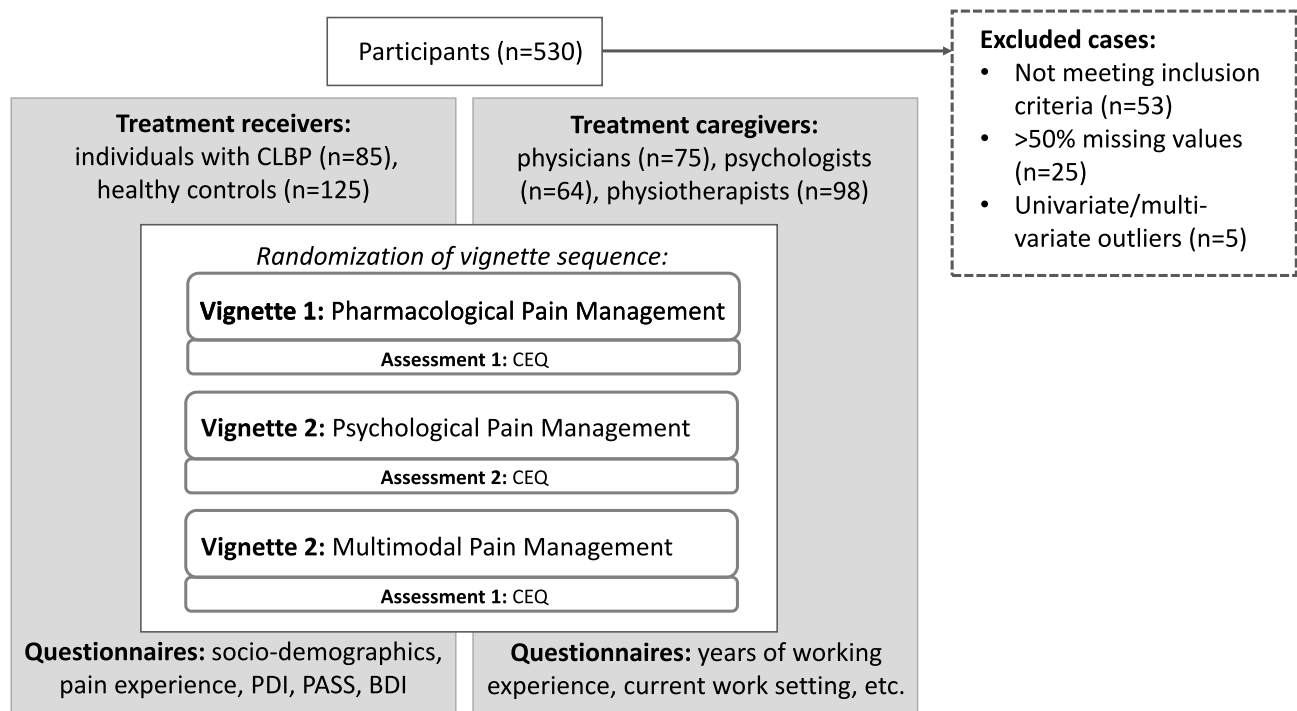 Participants (n=530)
Excluded cases:
• Not meeting inclusion
criteria (n=53)
• >50% missing values
(n=25)
• Univariate/multi-
variate outliers (n=5)
Treatment receivers:
individuals with CLBP (n=85),
healthy controls (n=125)
Treatment caregivers:
physicians (n=75), psychologists
(n=64), physiotherapists (n=98)
Randomization of vignette sequence:
Vignette 1: Pharmacological Pain Management
Assessment 1: CEQ
Vignette 2: Psychological Pain Management
Assessment 2: CEQ
Vignette 2: Multimodal Pain Management
Assessment 1: CEQ
Questionnaires: socio-demographics,
pain experience, PDI, PASS, BDI
Questionnaires: years of working
experience, current work setting, etc.